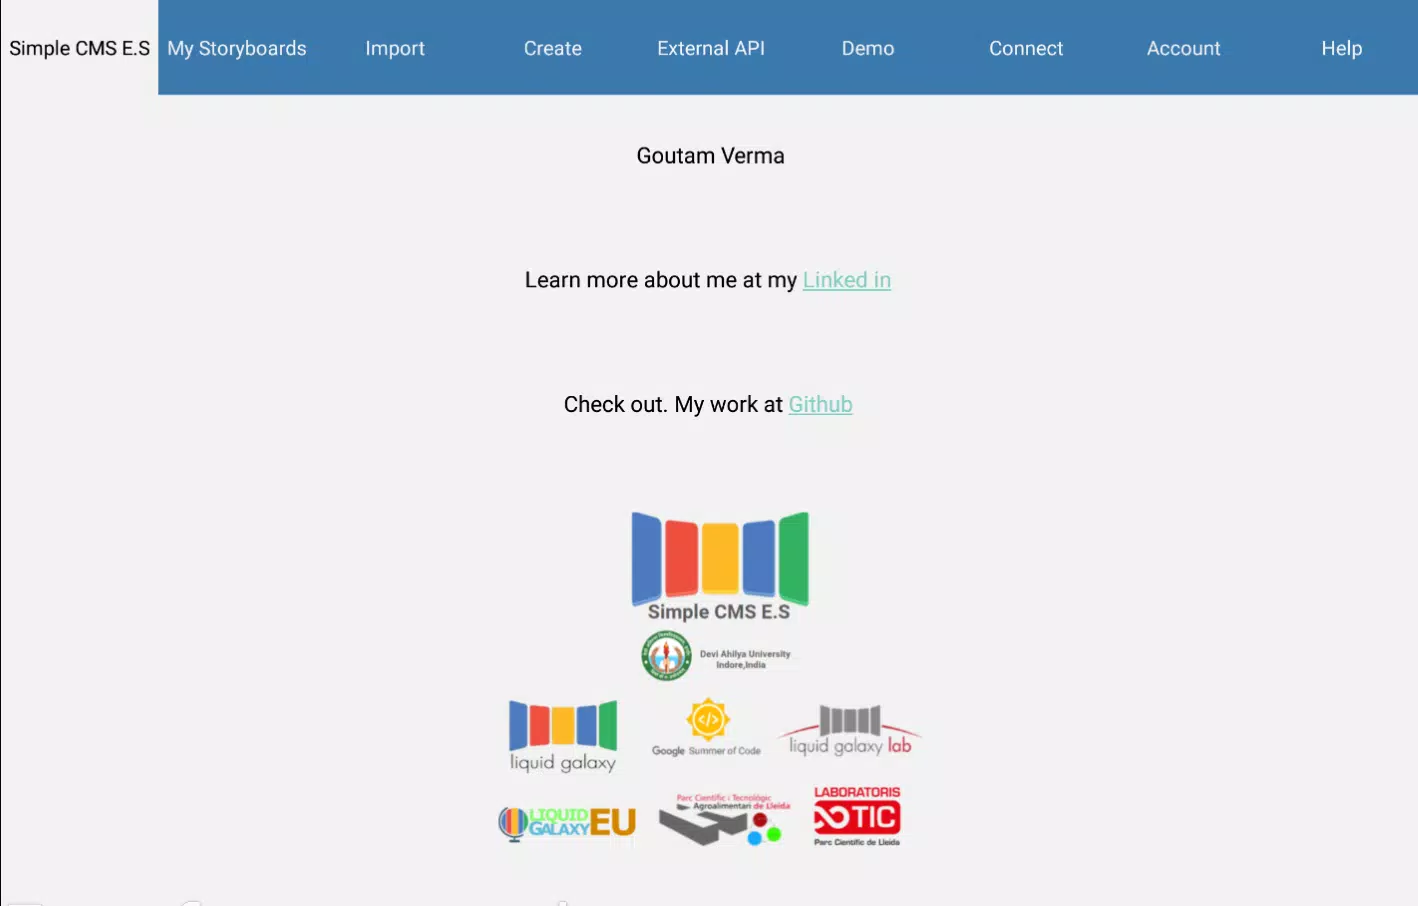 Simple CMS E.S My Storyboards Import Create External API Demo Connect Account Help
Goutam Verma
Learn more about me at my Linked in
Check out. My work at Github
Simple CMS E.S
Devi Ahilya University
Indore,India
liquid galaxy
Google Summer of Code
liquid galaxy lab
LIQUID
GALAXY EU
Parc Científic i Tecnològic
Agroalimentari de Lleida
LABORATORIS
TIC
Parc Científic de Lleida